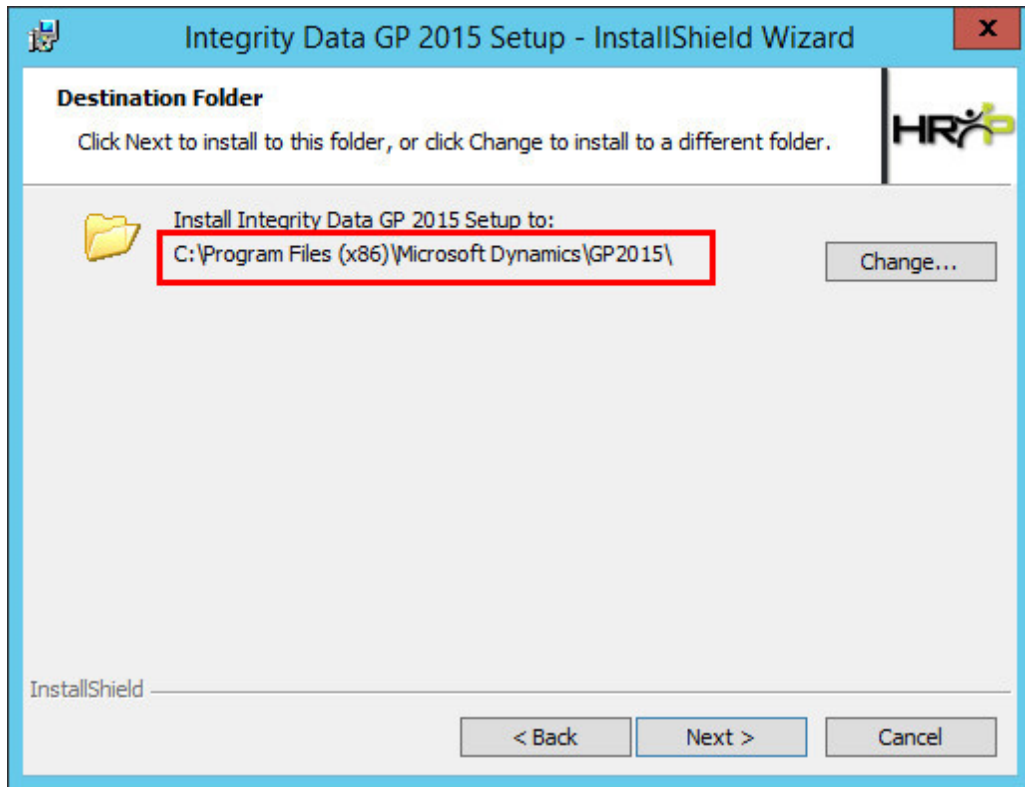 Integrity Data GP 2015 Setup - InstallShield Wizard
x
Destination Folder
Click Next to install to this folder, or click Change to install to a different folder.
HRP
Install Integrity Data GP 2015 Setup to:
C:\Program Files (x86)\Microsoft Dynamics\GP2015\
Change...
InstallShield
< Back
Next >
Cancel